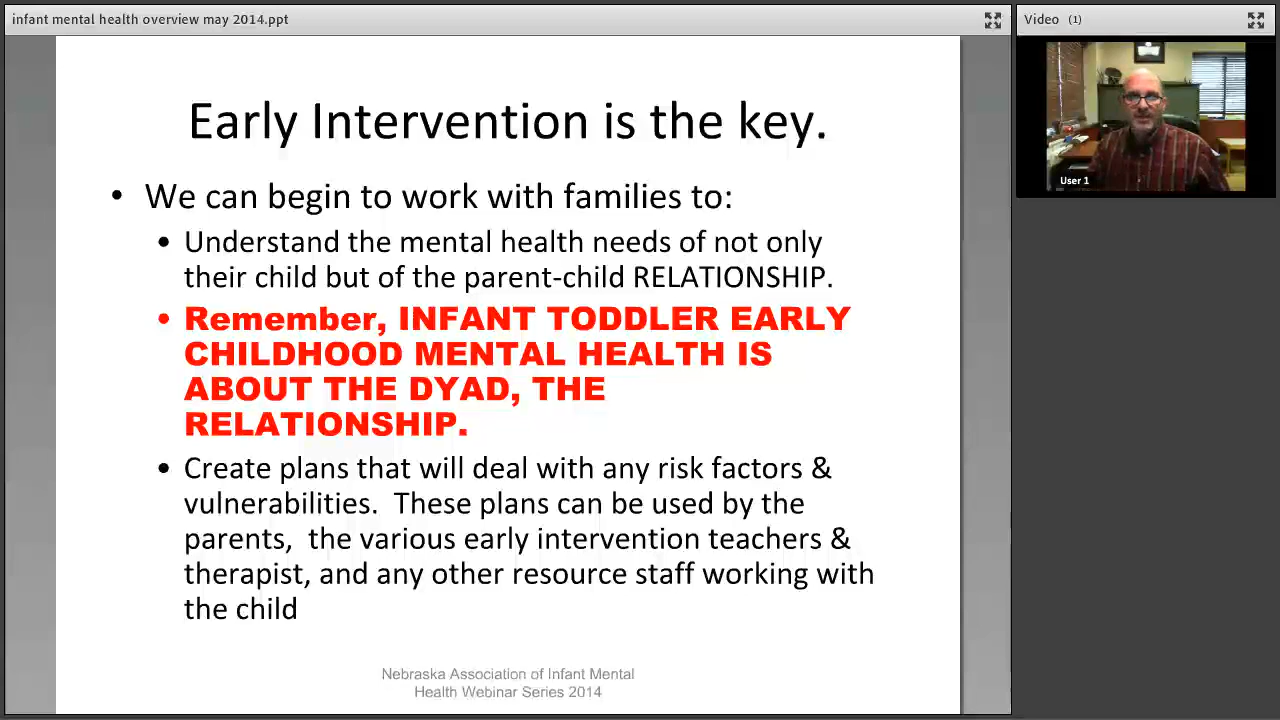 infant mental health overview may 2014.ppt
Video (1)
User 1
Early Intervention is the key.
• We can begin to work with families to:
• Understand the mental health needs of not only
their child but of the parent-child RELATIONSHIP.
• Remember, INFANT TODDLER EARLY
CHILDHOOD MENTAL HEALTH IS
ABOUT THE DYAD, THE
RELATIONSHIP.
• Create plans that will deal with any risk factors &
vulnerabilities.  These plans can be used by the
parents,  the various early intervention teachers &
therapist, and any other resource staff working with
the child
Nebraska Association of Infant Mental
Health Webinar Series 2014